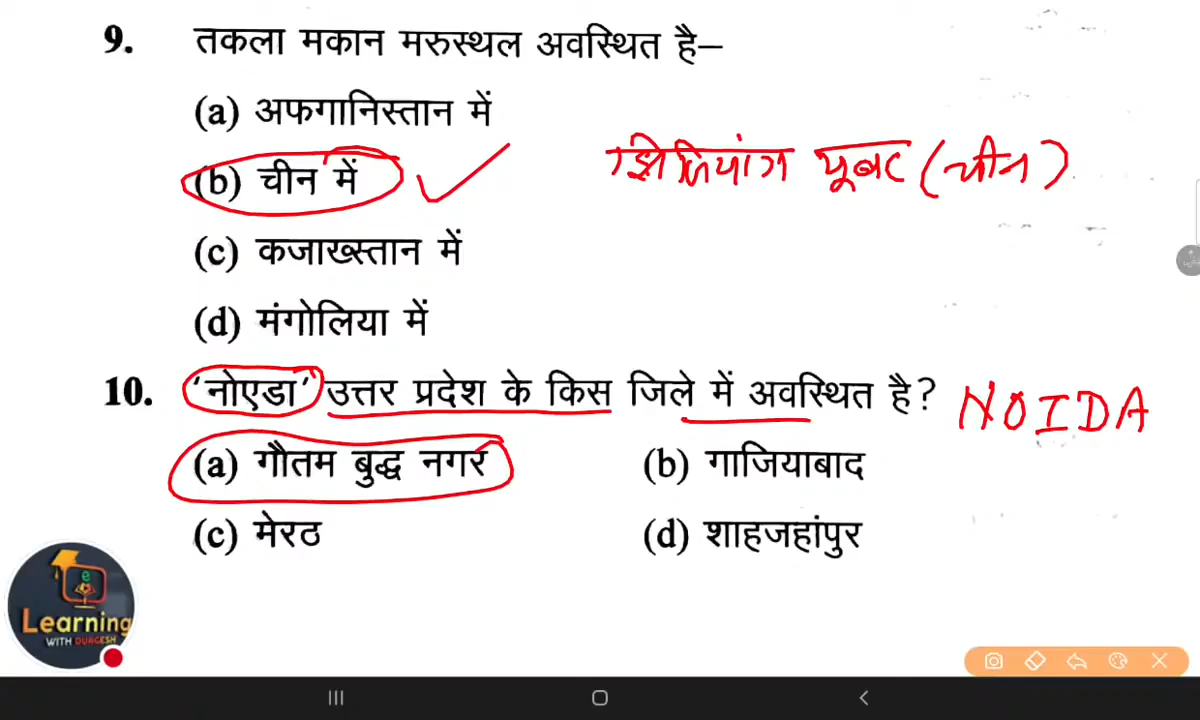 9. तकला मकान मरुस्थल अवस्थित है–
(a) अफगानिस्तान में
(b) चीन में
(चीन)
(c) कजाख्स्तान में
(d) मंगोलिया में
10. 'नोएडा' उत्तर प्रदेश के किस जिले में अवस्थित है? NOIDA
(a) गौतम बुद्ध नगर (b) गाजियाबाद
(c) मेरठ (d) शाहजहांपुर
e
Learning
WITH DURGESH